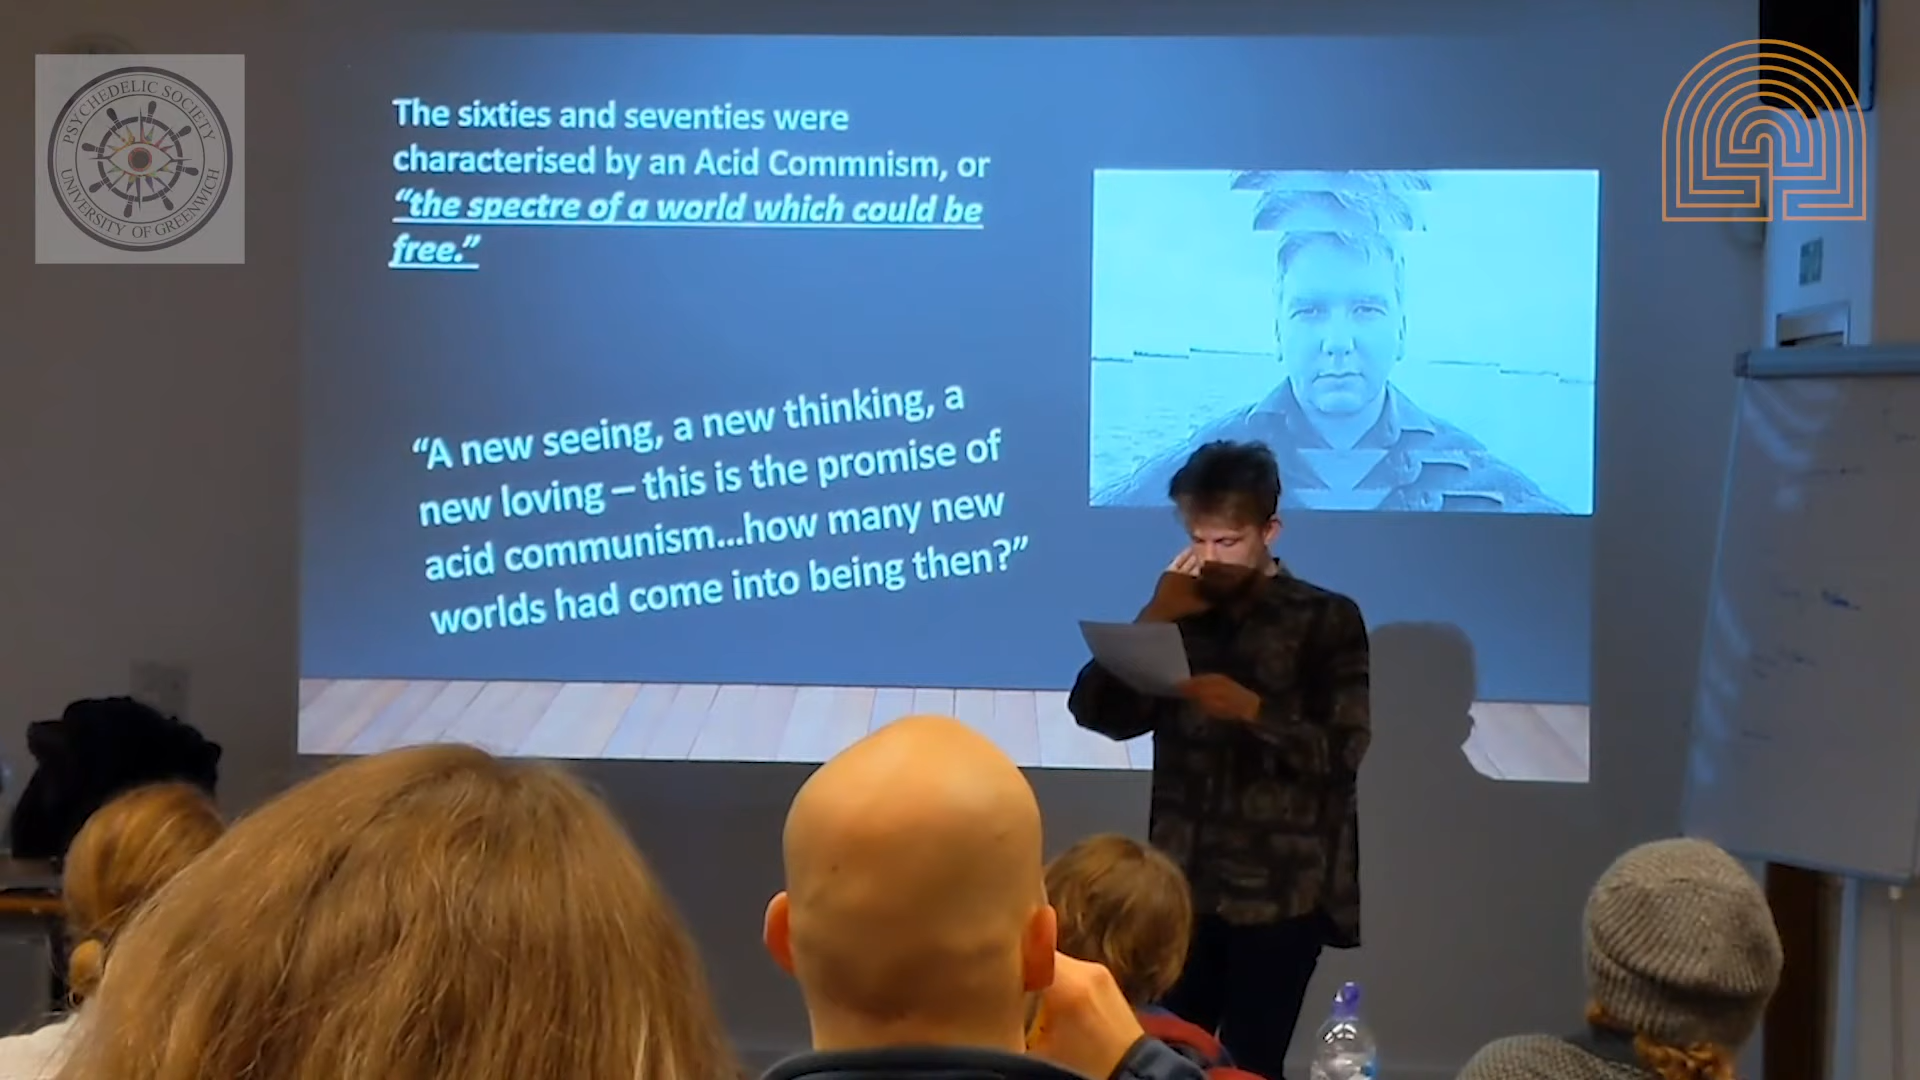 PSYCHEDELIC SOCIETY
UNIVERSITY OF GREENWICH
The sixties and seventies were
characterised by an Acid Commnism, or
“the spectre of a world which could be
free.”
“A new seeing, a new thinking, a
new loving – this is the promise of
acid communism...how many new
worlds had come into being then?”